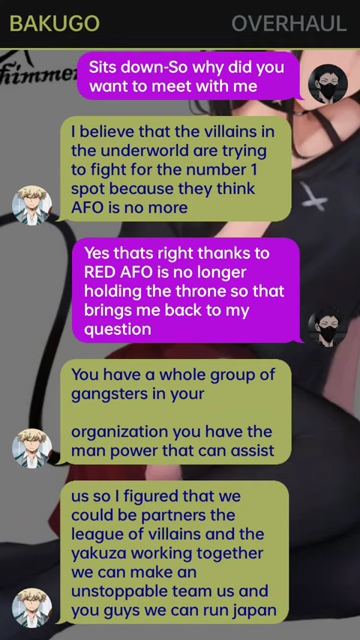 BAKUGO
OVERHAUL
himmer
Sits down-So why did you
want to meet with me
I believe that the villains in
the underworld are trying
to fight for the number 1
spot because they think
AFO is no more
Yes thats right thanks to
RED AFO is no longer
holding the throne so that
brings me back to my
question
You have a whole group of
gangsters in your
organization you have the
man power that can assist
us so I figured that we
could be partners the
league of villains and the
yakuza working together
we can make an
unstoppable team us and
you guys we can run japan